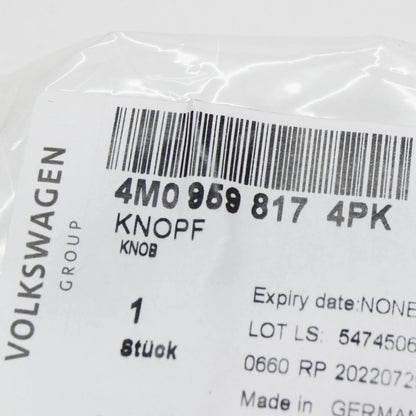 VOLKSWAGEN
GROUP
4M0 959 817 4PK
KNOPF
KNOB
1
Stück
Expiry date:NONE
LOT LS: 5474506
0660 RP 2022072
Made in GERMAN